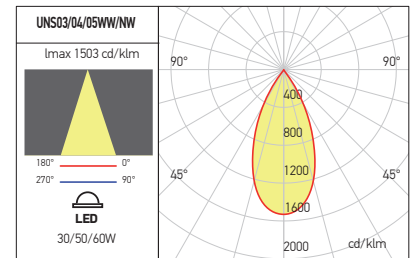 UNS03/04/05WW/NW
Imax 1503 cd/klm
180° 0°
270° 90°
LED
30/50/60W
90° 90°
400
800
45° 45°
1200
1600
2000 cd/klm